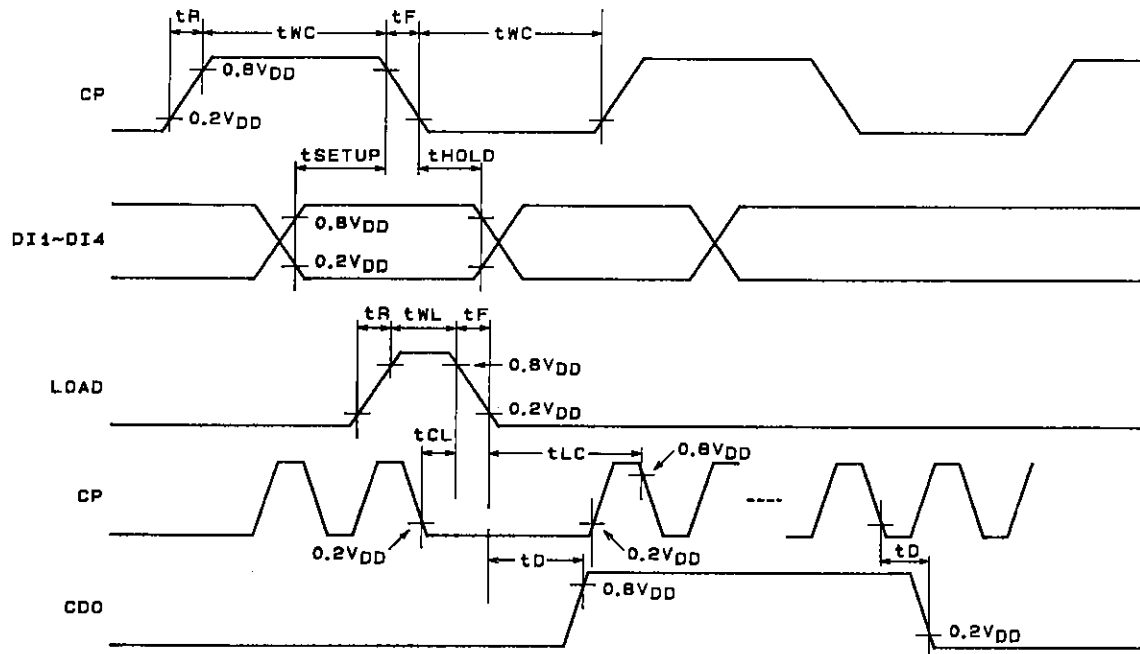 tR tWC tF tWC
0.8VDD
CP
0.2VDD
tSETUP tHOLD
0.8VDD
DI1~DI4
0.2VDD
tR tWL tF
0.8VDD
LOAD
0.2VDD
tCL tLC
0.8VDD
CP
0.2VDD 0.2VDD
tD tD
0.8VDD
CDO
0.2VDD